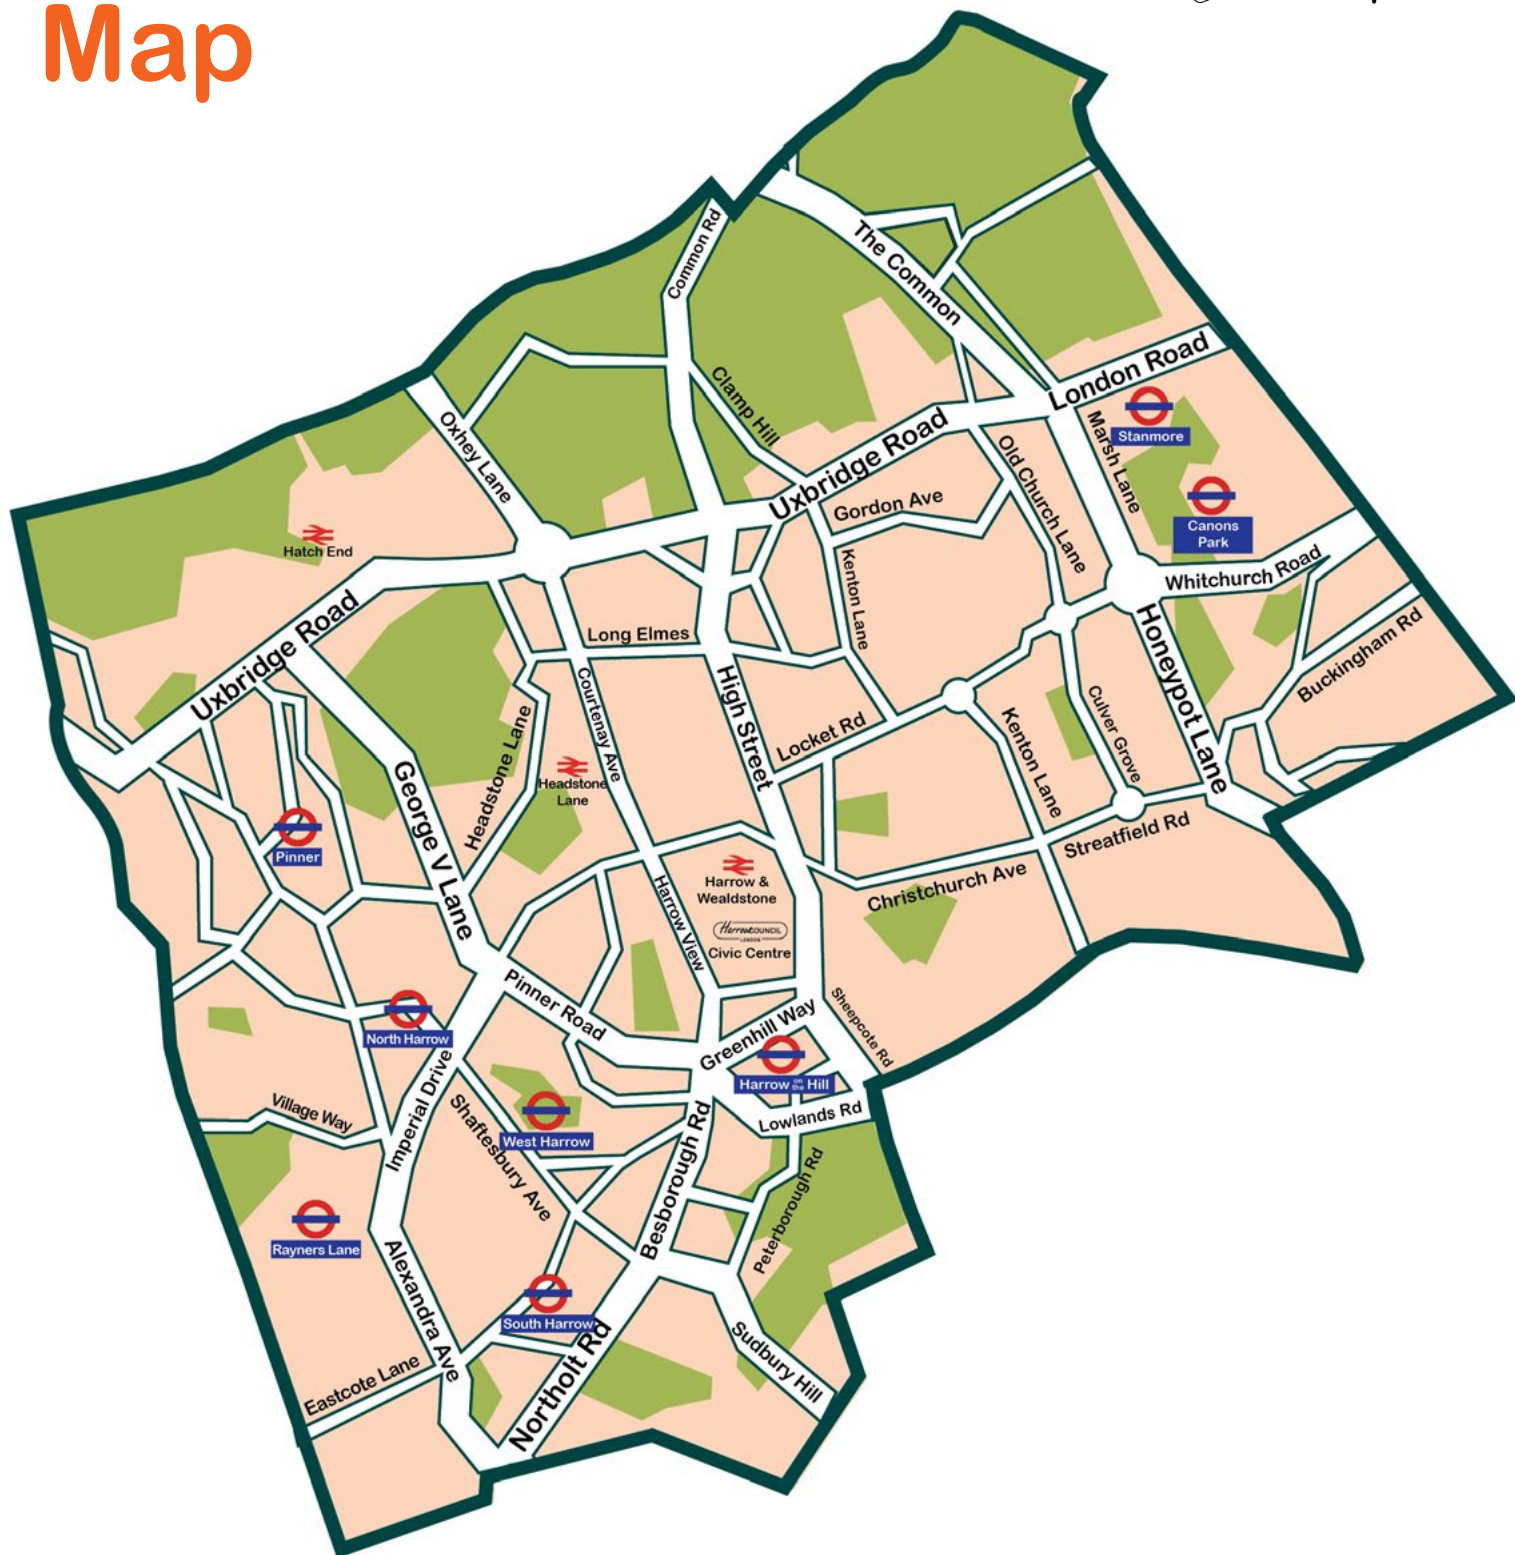 Map
Common Rd
The Common
London Road
Clamp Hill
Oxhey Lane
Stanmore
Marsh Lane
Uxbridge Road
Old Church Lane
Gordon Ave
Canons
Park
Hatch End
Whitchurch Road
Kenton Lane
Uxbridge Road
Long Elmes
Honeypot Lane
Buckingham Rd
Courtenay Ave
High Street
Headstone Lane
Locket Rd
Kenton Lane
Culver Grove
Headstone
Lane
George V Lane
Pinner
Streatfield Rd
Christchurch Ave
Harrow &
Wealdstone
Harrow View
HarrowCOUNCIL
LONDON
Civic Centre
Pinner Road
Sheepcote Rd
North Harrow
Greenhill Way
Harrow on the Hill
Imperial Drive
Village Way
Shaftesbury Ave
West Harrow
Lowlands Rd
Besborough Rd
Peterborough Rd
Rayners Lane
Alexandra Ave
South Harrow
Northolt Rd
Sudbury Hill
Eastcote Lane